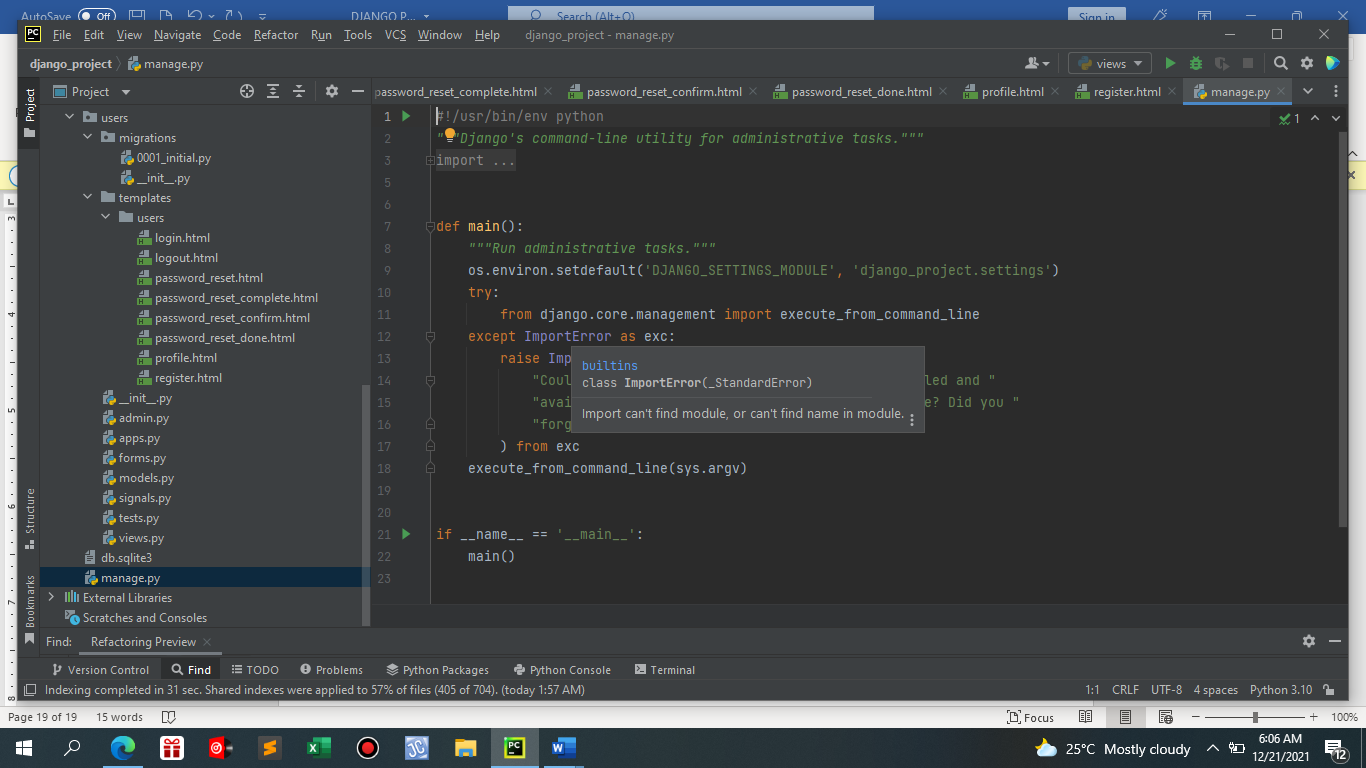 AutoSave Off DJANGO P... Search (Alt+Q) Sign in
PC File Edit View Navigate Code Refactor Run Tools VCS Window Help django_project - manage.py
django_project manage.py views
Project
Project
password_reset_complete.html password_reset_confirm.html password_reset_done.html profile.html register.html manage.py
users
migrations
0001_initial.py
__init__.py
templates
users
login.html
logout.html
password_reset.html
password_reset_complete.html
password_reset_confirm.html
password_reset_done.html
profile.html
register.html
__init__.py
admin.py
apps.py
forms.py
models.py
signals.py
tests.py
views.py
db.sqlite3
manage.py
External Libraries
Scratches and Consoles
Structure
Bookmarks
1 #!/usr/bin/env python
1
2 """Django's command-line utility for administrative tasks."""
3 import ...
5
6
7 def main():
8 """Run administrative tasks."""
9 os.environ.setdefault('DJANGO_SETTINGS_MODULE', 'django_project.settings')
10 try:
11 from django.core.management import execute_from_command_line
12 except ImportError as exc:
13 raise Imp
14 "Coul led and "
15 "avai e? Did you "
16 "forg
17 ) from exc
18 execute_from_command_line(sys.argv)
19
20
21 if __name__ == '__main__':
22 main()
23
builtins
class ImportError(_StandardError)
Import can't find module, or can't find name in module.
Find: Refactoring Preview
Version Control Find TODO Problems Python Packages Python Console Terminal
Indexing completed in 31 sec. Shared indexes were applied to 57% of files (405 of 704). (today 1:57 AM) 1:1 CRLF UTF-8 4 spaces Python 3.10
Page 19 of 19 15 words Focus 100%
25°C Mostly cloudy 6:06 AM
12/21/2021
12